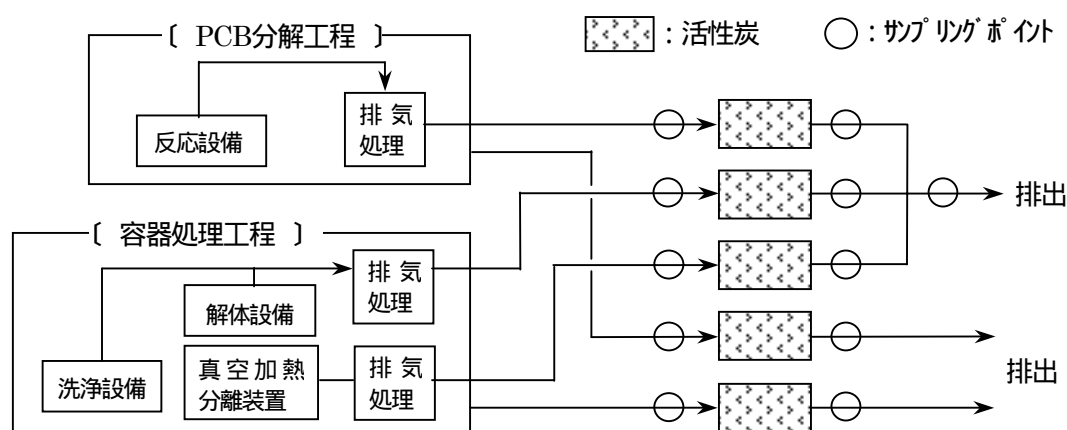 〔 PCB分解工程 〕
：活性炭
：ｻﾝﾌﾟﾘﾝｸﾞﾎﾟｲﾝﾄ
反応設備
排 気
処理
排出
〔 容器処理工程 〕
排 気
処理
解体設備
洗浄設備
真 空 加 熱
分離装置
排 気
処理
排出